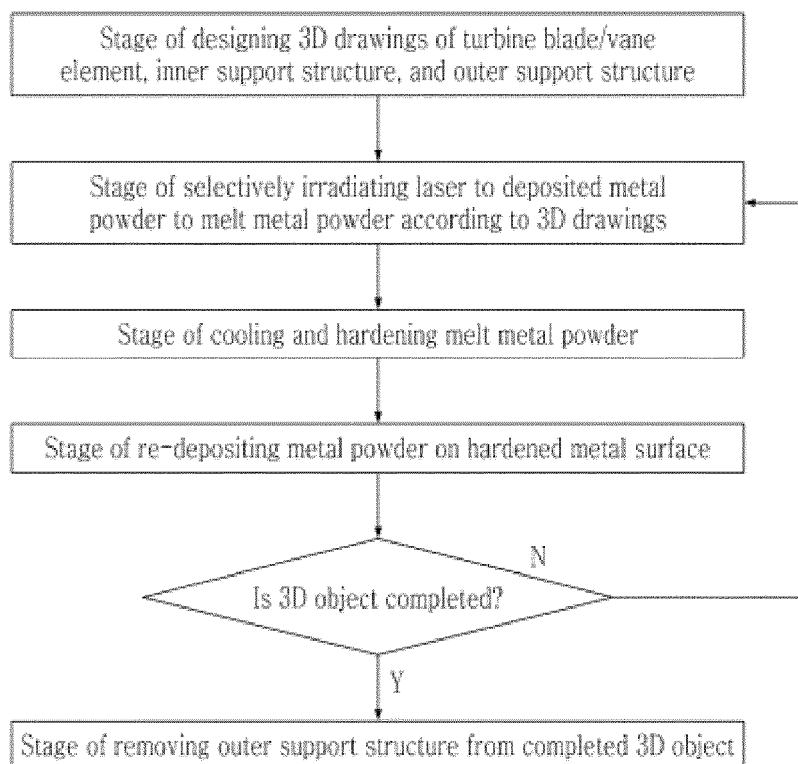 Stage of designing 3D drawings of turbine blade/vane
element, inner support structure, and outer support structure
Stage of selectively irradiating laser to deposited metal
powder to melt metal powder according to 3D drawings
Stage of cooling and hardening melt metal powder
Stage of re-depositing metal powder on hardened metal surface
N
Is 3D object completed?
Y
Stage of removing outer support structure from completed 3D object